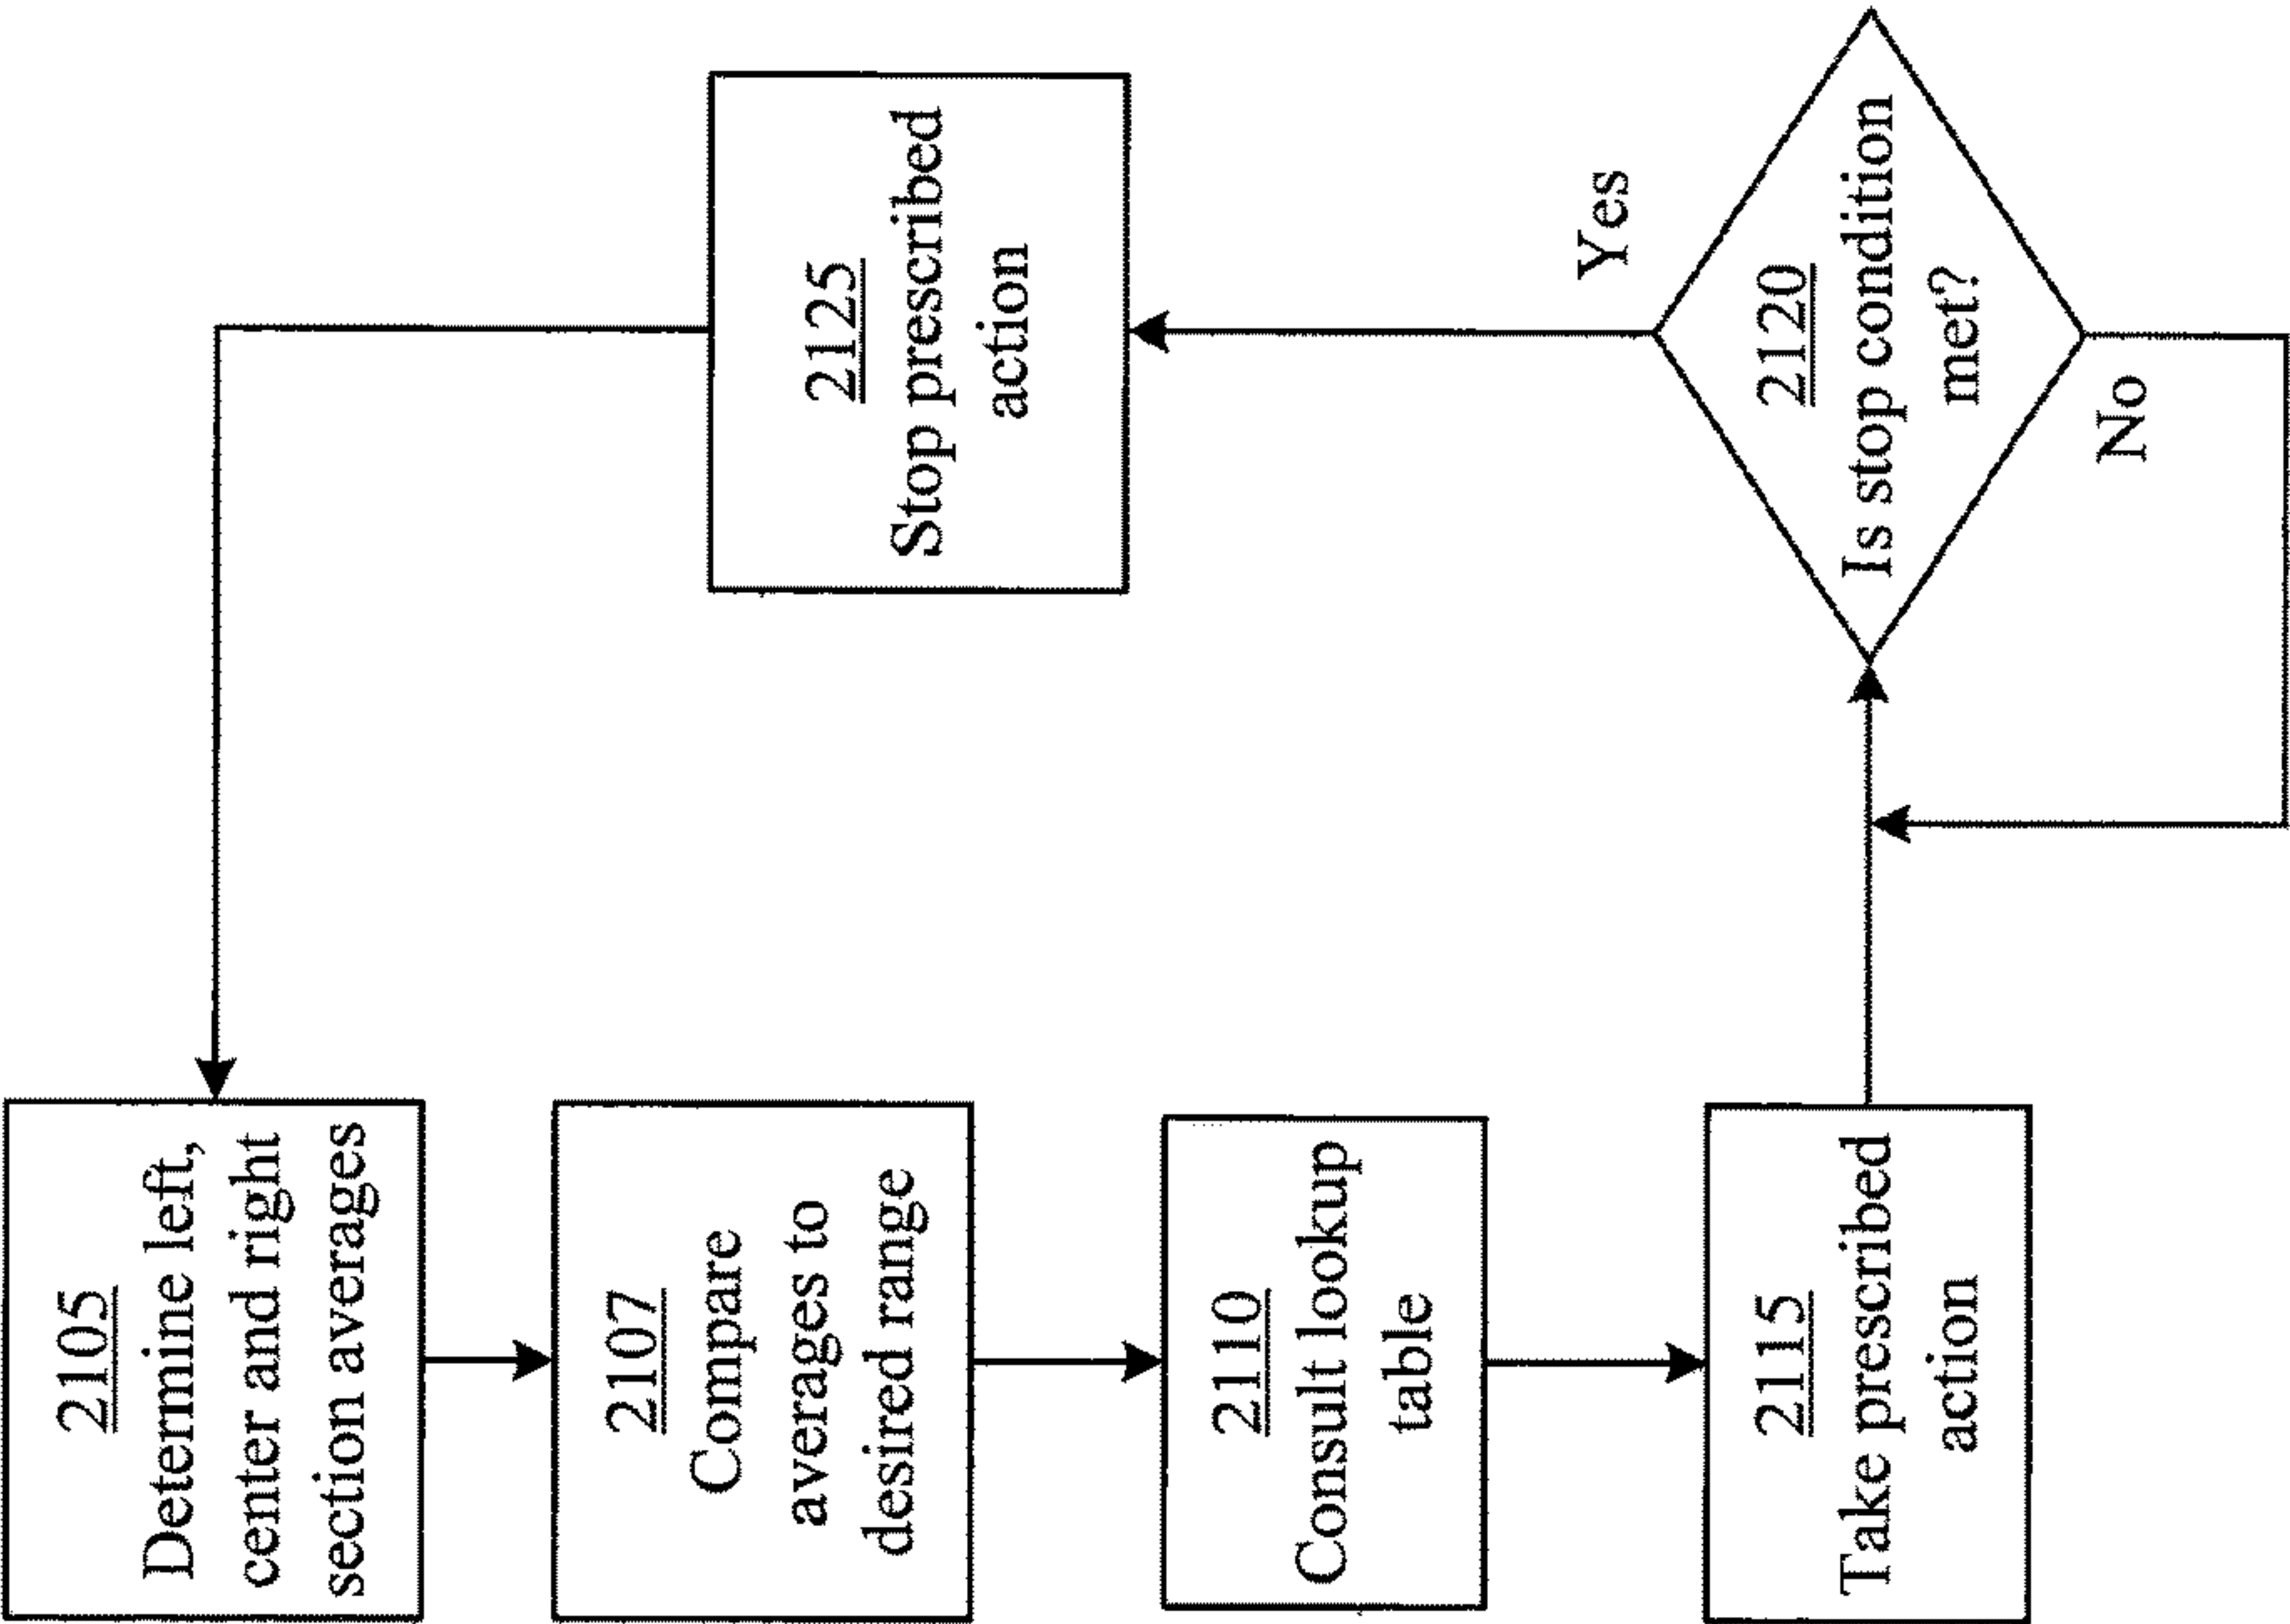 2105
Determine left,
center and right
section averages
2107
Compare
averages to
desired range
2110
Consult lookup
table
2115
Take prescribed
action
2120
Is stop condition
met?
Yes
No
2125
Stop prescribed
action